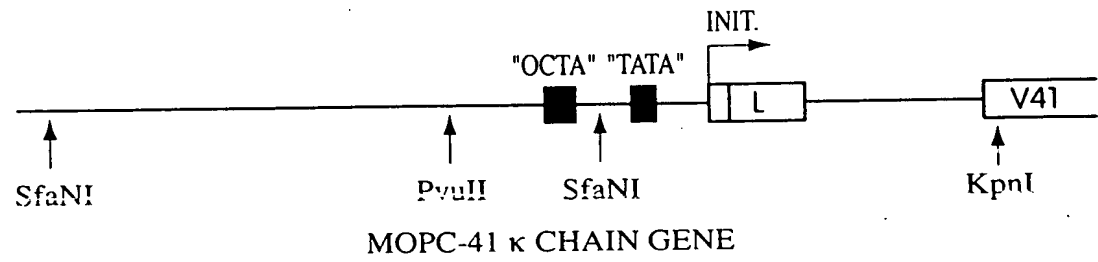 INIT.
"OCTA" "TATA"
L
V41
SfaNI
PvuII
SfaNI
KpnI
MOPC-41 κ CHAIN GENE